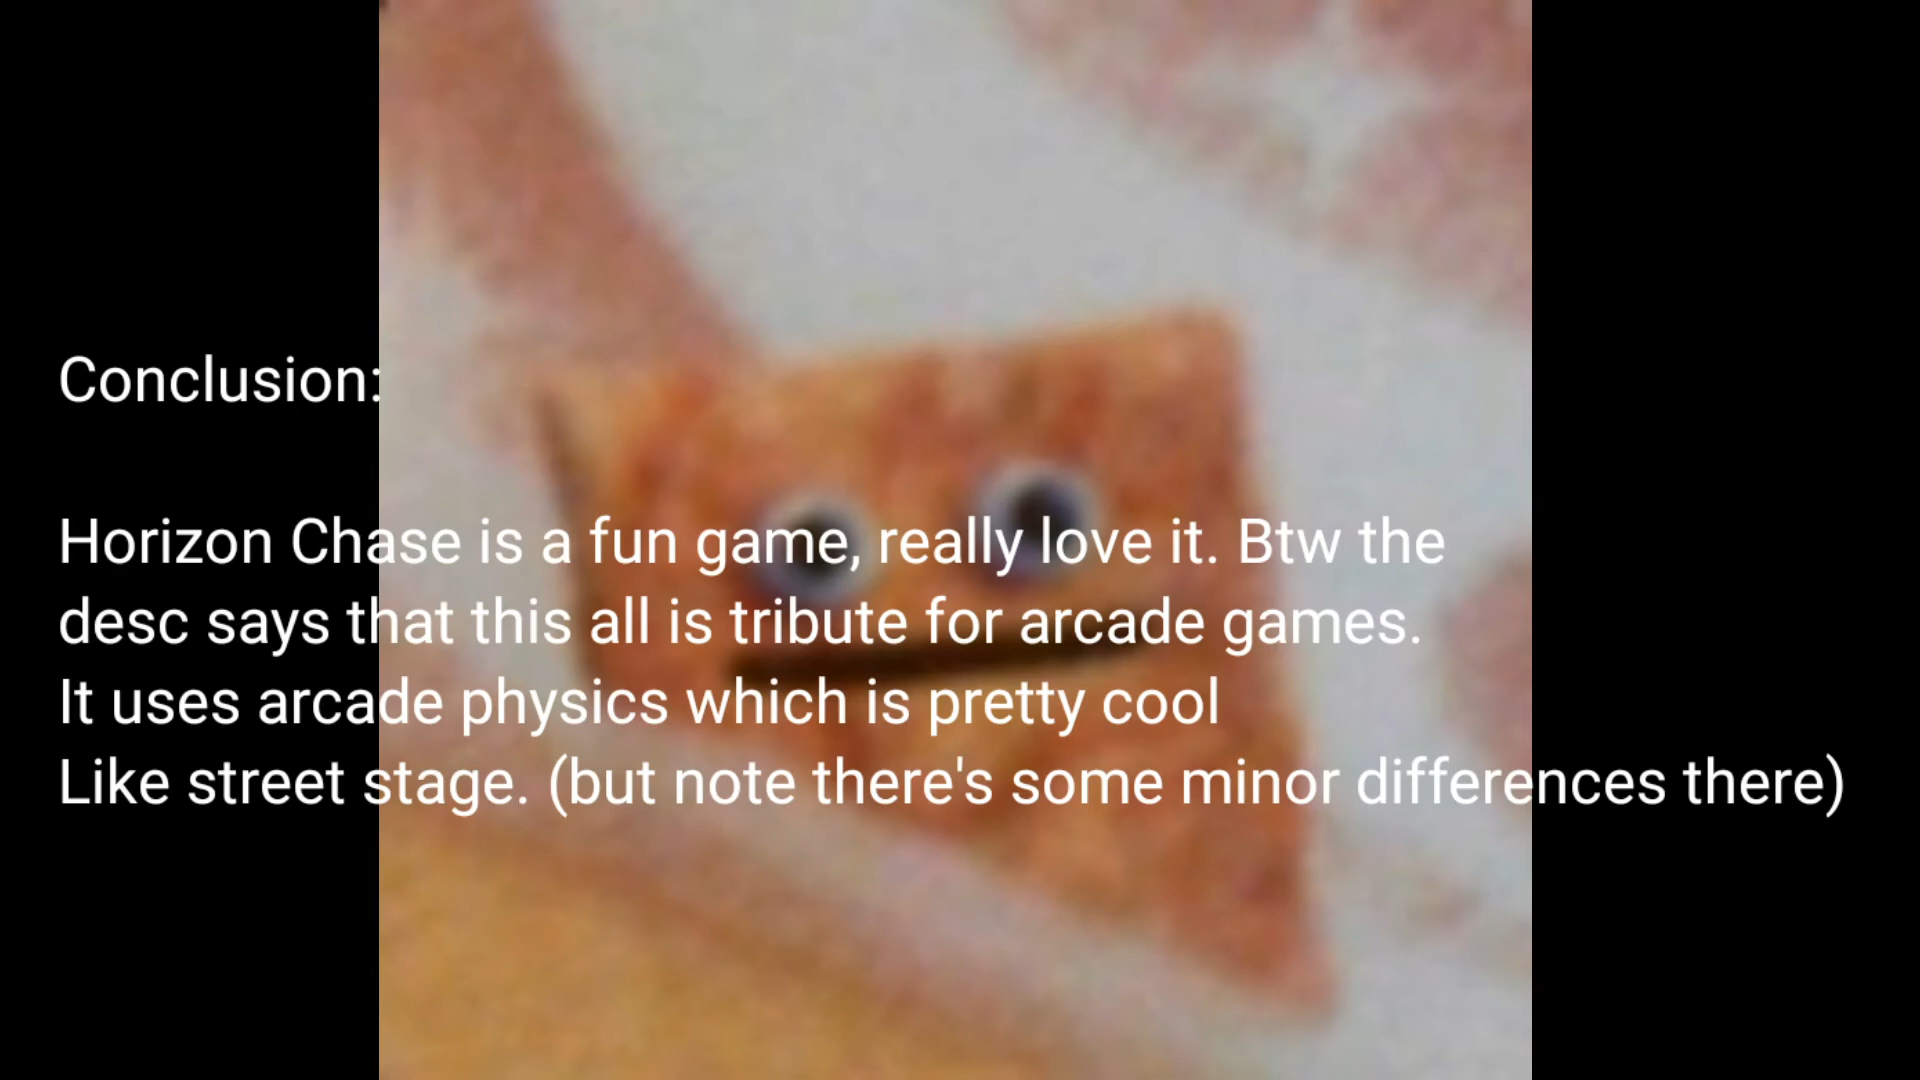 Conclusion:
Horizon Chase is a fun game, really love it. Btw the
desc says that this all is tribute for arcade games.
It uses arcade physics which is pretty cool
Like street stage. (but note there's some minor differences there)